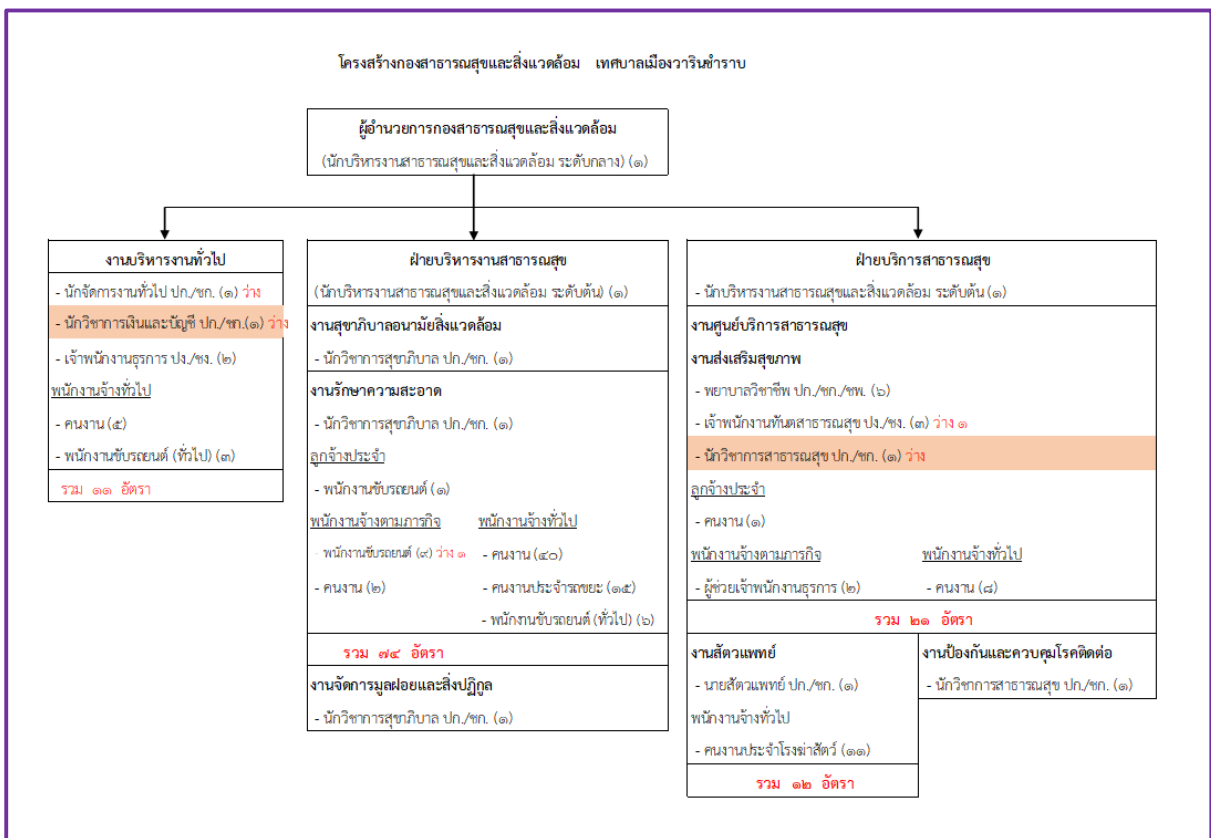 โครงสร้างกองสาธารณสุขและสิ่งแวดล้อม เทศบาลเมืองวารินชำราบ
ผู้อำนวยการกองสาธารณสุขและสิ่งแวดล้อม
(นักบริหารงานสาธารณสุขและสิ่งแวดล้อม ระดับกลาง) (๑)
งานบริหารงานทั่วไป
- นักจัดการงานทั่วไป ปก./ชก. (๑) ว่าง
- นักวิชาการเงินและบัญชี ปก./ชก.(๑) ว่าง
- เจ้าพนักงานธุรการ ปง./ชง. (๒)
พนักงานจ้างทั่วไป
- คนงาน (๕)
- พนักงานขับรถยนต์ (ทั่วไป) (๓)
รวม ๑๑ อัตรา
ฝ่ายบริหารงานสาธารณสุข
(นักบริหารงานสาธารณสุขและสิ่งแวดล้อม ระดับต้น) (๑)
งานสุขาภิบาลอนามัยสิ่งแวดล้อม
- นักวิชาการสุขาภิบาล ปก./ชก. (๑)
งานรักษาความสะอาด
- นักวิชาการสุขาภิบาล ปก./ชก. (๑)
ลูกจ้างประจำ
- พนักงานขับรถยนต์ (๑)
พนักงานจ้างตามภารกิจ พนักงานจ้างทั่วไป
- พนักงานขับรถยนต์ (๙) ว่าง ๑ - คนงาน (๔๐)
- คนงาน (๒) - คนงานประจำรถขยะ (๑๕)
- พนักงานขับรถยนต์ (ทั่วไป) (๖)
รวม ๗๔ อัตรา
งานจัดการมูลฝอยและสิ่งปฏิกูล
- นักวิชาการสุขาภิบาล ปก./ชก. (๑)
ฝ่ายบริการสาธารณสุข
- นักบริหารงานสาธารณสุขและสิ่งแวดล้อม ระดับต้น (๑)
งานศูนย์บริการสาธารณสุข
งานส่งเสริมสุขภาพ
- พยาบาลวิชาชีพ ปก./ชก./ชพ. (๖)
- เจ้าพนักงานทันตสาธารณสุข ปง./ชง. (๓) ว่าง ๑
- นักวิชาการสาธารณสุข ปก./ชก. (๑) ว่าง
ลูกจ้างประจำ
- คนงาน (๑)
พนักงานจ้างตามภารกิจ พนักงานจ้างทั่วไป
- ผู้ช่วยเจ้าพนักงานธุรการ (๒) - คนงาน (๘)
รวม ๒๑ อัตรา
งานสัตวแพทย์
- นายสัตวแพทย์ ปก./ชก. (๑)
พนักงานจ้างทั่วไป
- คนงานประจำโรงฆ่าสัตว์ (๑๑)
รวม ๑๒ อัตรา
งานป้องกันและควบคุมโรคติดต่อ
- นักวิชาการสาธารณสุข ปก./ชก. (๑)